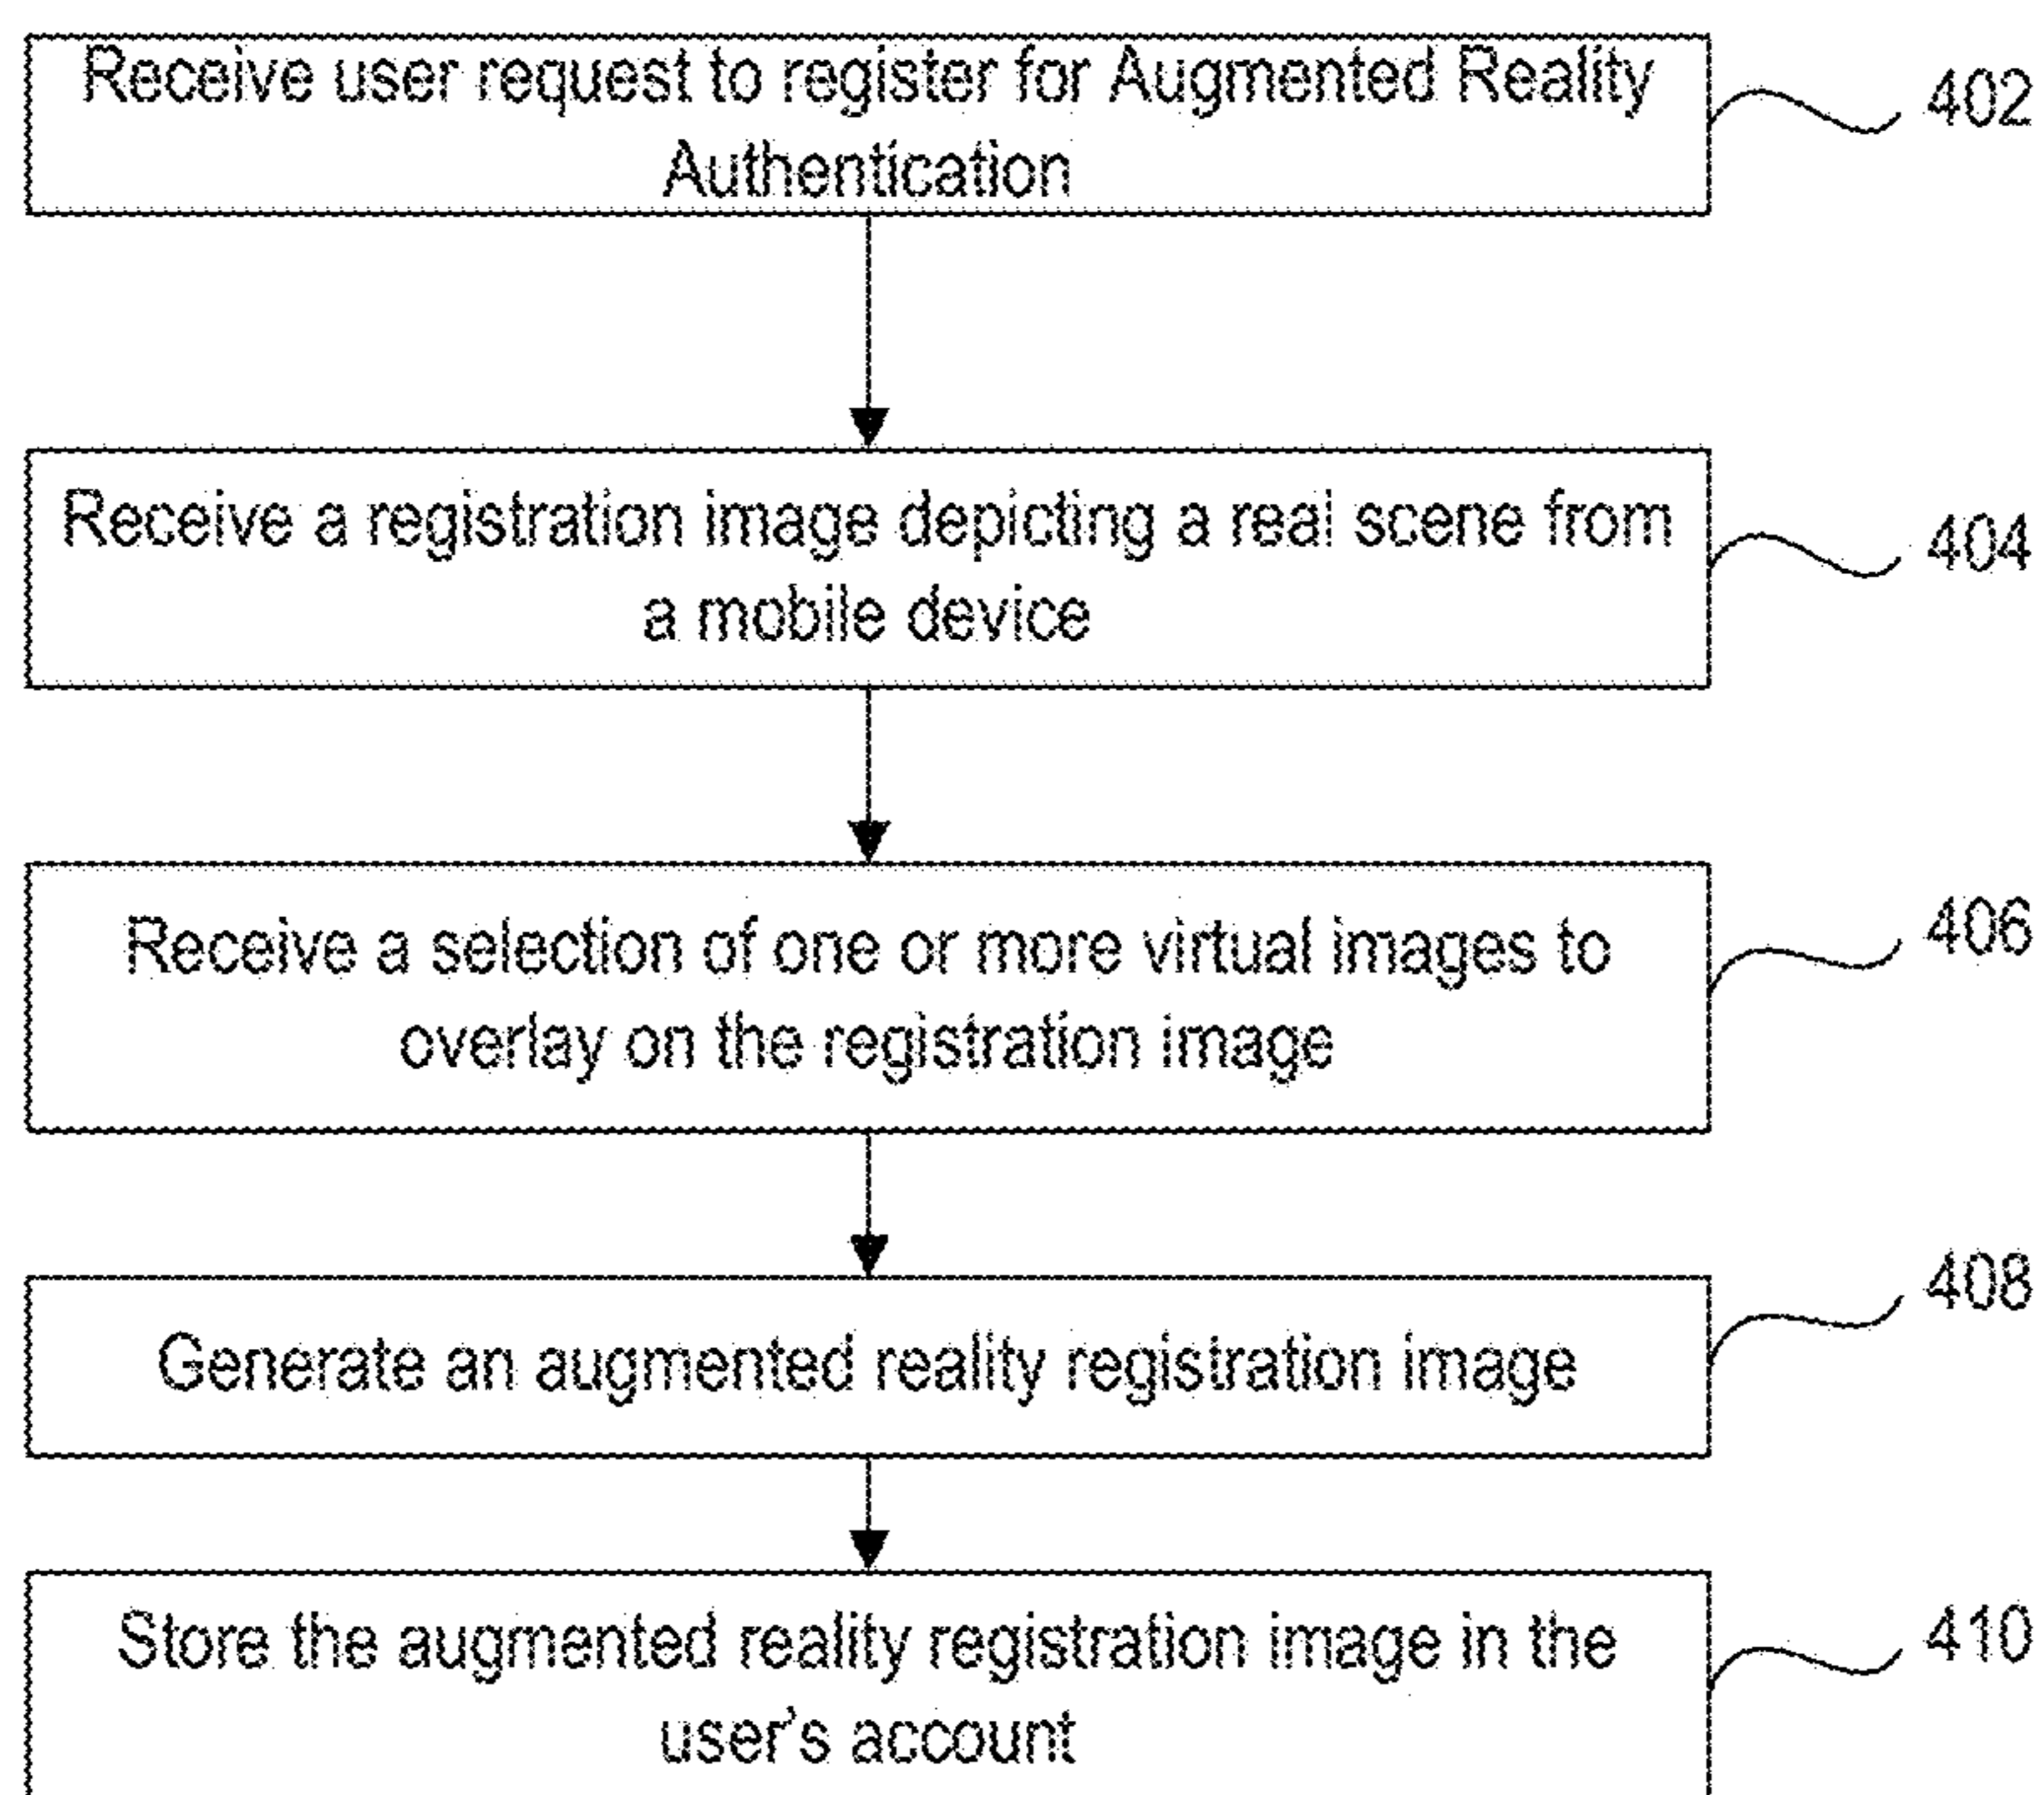 Receive user request to register for Augmented Reality
Authentication
402
Receive a registration image depicting a real scene from
a mobile device
404
Receive a selection of one or more virtual images to
overlay on the registration image
406
Generate an augmented reality registration image
408
Store the augmented reality registration image in the
user's account
410